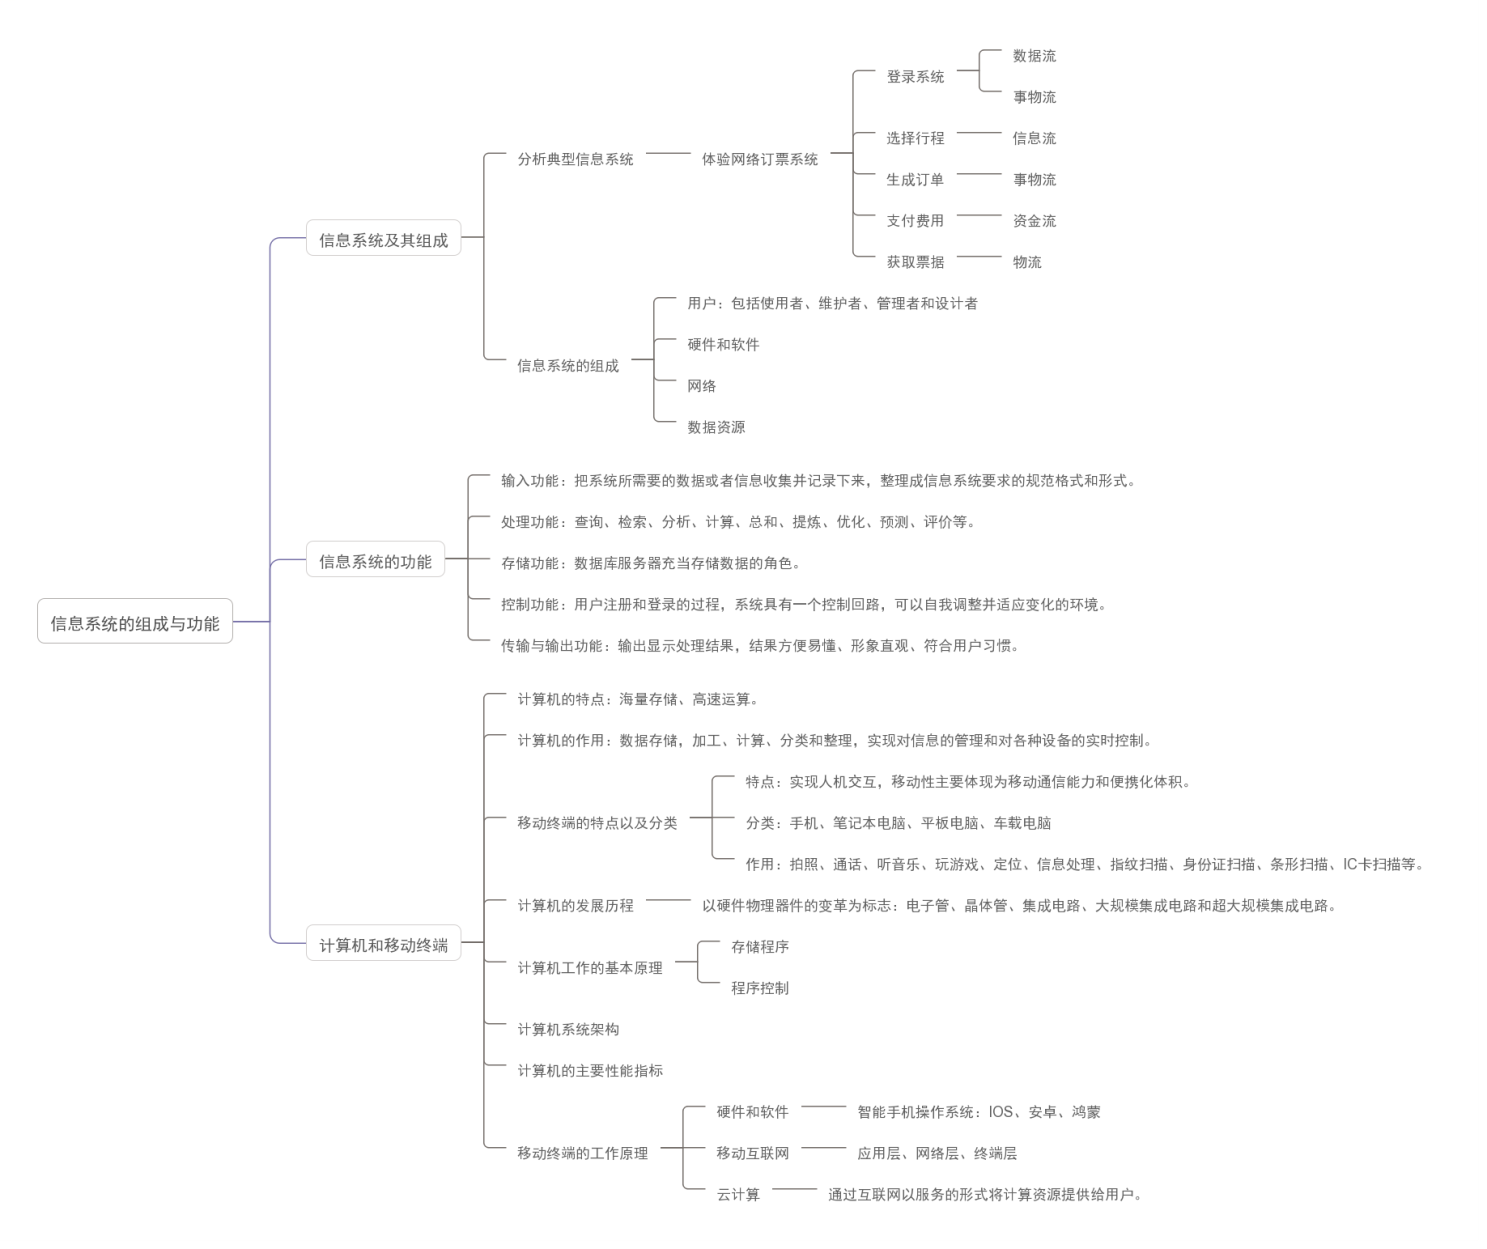 信息系统的组成与功能
信息系统及其组成
分析典型信息系统
体验网络订票系统
登录系统
数据流
事物流
选择行程
信息流
生成订单
事物流
支付费用
资金流
获取票据
物流
信息系统的组成
用户：包括使用者、维护者、管理者和设计者
硬件和软件
网络
数据资源
信息系统的功能
输入功能：把系统所需要的数据或者信息收集并记录下来，整理成信息系统要求的规范格式和形式。
处理功能：查询、检索、分析、计算、总和、提炼、优化、预测、评价等。
存储功能：数据库服务器充当存储数据的角色。
控制功能：用户注册和登录的过程，系统具有一个控制回路，可以自我调整并适应变化的环境。
传输与输出功能：输出显示处理结果，结果方便易懂、形象直观、符合用户习惯。
计算机和移动终端
计算机的特点：海量存储、高速运算。
计算机的作用：数据存储，加工、计算、分类和整理，实现对信息的管理和对各种设备的实时控制。
移动终端的特点以及分类
特点：实现人机交互，移动性主要体现为移动通信能力和便携化体积。
分类：手机、笔记本电脑、平板电脑、车载电脑
作用：拍照、通话、听音乐、玩游戏、定位、信息处理、指纹扫描、身份证扫描、条形扫描、IC卡扫描等。
计算机的发展历程
以硬件物理器件的变革为标志：电子管、晶体管、集成电路、大规模集成电路和超大规模集成电路。
计算机工作的基本原理
存储程序
程序控制
计算机系统架构
计算机的主要性能指标
移动终端的工作原理
硬件和软件
智能手机操作系统：IOS、安卓、鸿蒙
移动互联网
应用层、网络层、终端层
云计算
通过互联网以服务的形式将计算资源提供给用户。